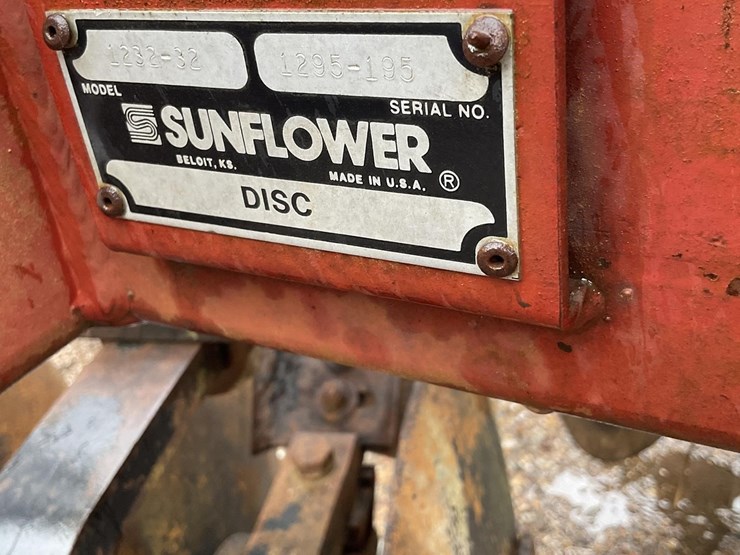 1232-32 1295-195
MODEL SERIAL NO.
SUNFLOWER
BELOIT, KS. MADE IN U.S.A. ®
DISC